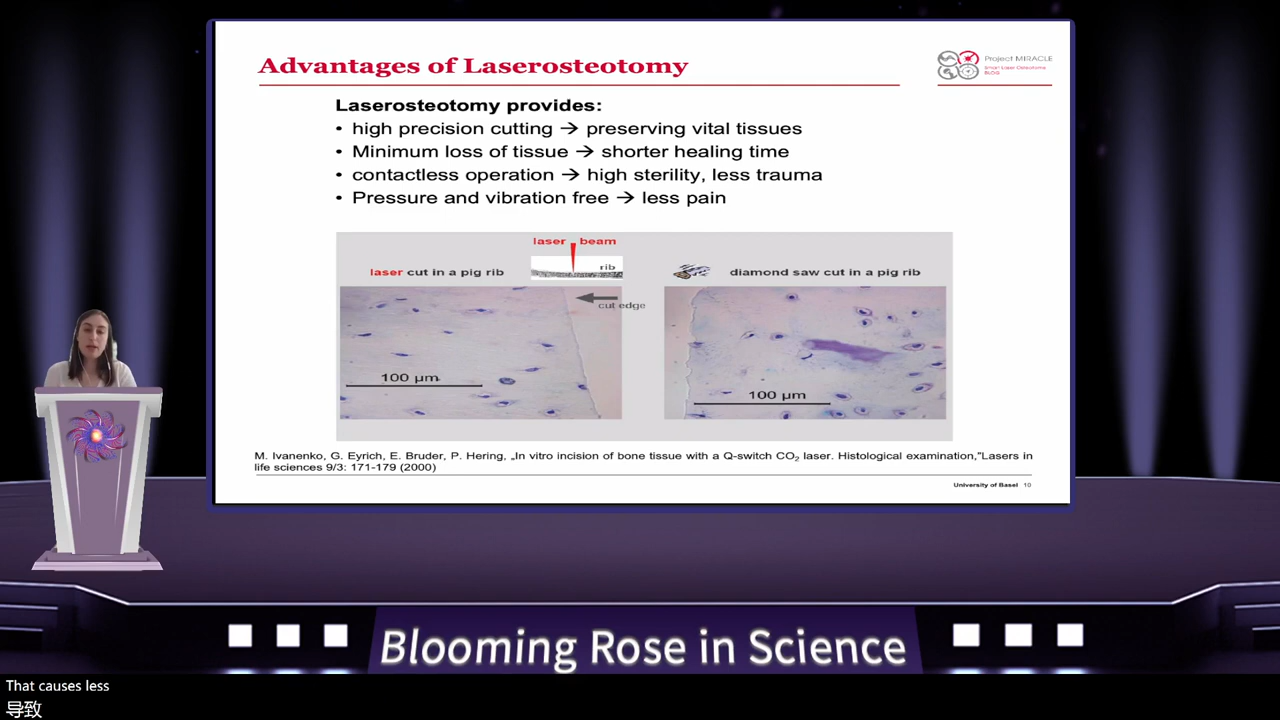 Advantages of Laserosteotomy
Project MIRACLE
Smart Laser Osteotome
BLOG
Laserosteotomy provides:
• high precision cutting → preserving vital tissues
• Minimum loss of tissue → shorter healing time
• contactless operation → high sterility, less trauma
• Pressure and vibration free → less pain
laser beam
rib
laser cut in a pig rib
diamond saw cut in a pig rib
cut edge
100 µm
100 µm
M. Ivanenko, G. Eyrich, E. Bruder, P. Hering, „In vitro incision of bone tissue with a Q-switch CO₂ laser. Histological examination,"Lasers in
life sciences 9/3: 171-179 (2000)
University of Basel 10
Blooming Rose in Science
That causes less
导致